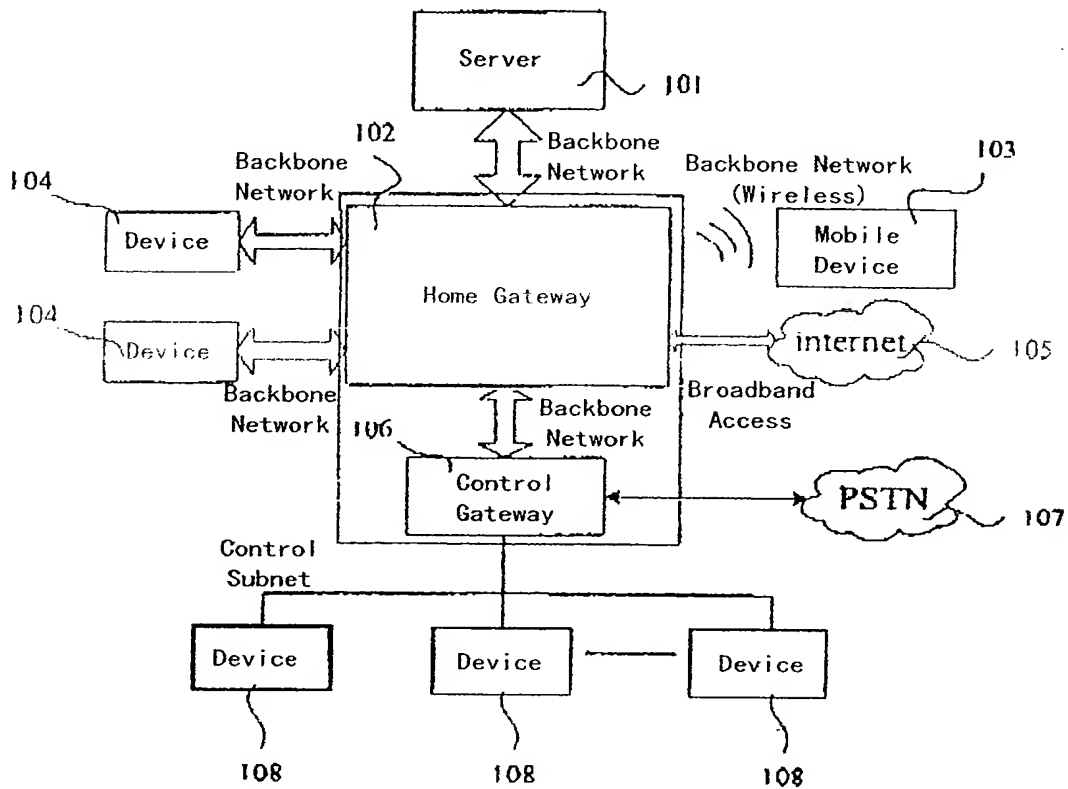 Server
101
102
Backbone
Network
Backbone
Network
Backbone Network
(Wireless)
103
104
Device
Mobile
Device
Home Gateway
104
Device
internet
105
Backbone
Network
Backbone
Network
Broadband
Access
106
Control
Gateway
PSTN
107
Control
Subnet
Device
Device
Device
108
108
108